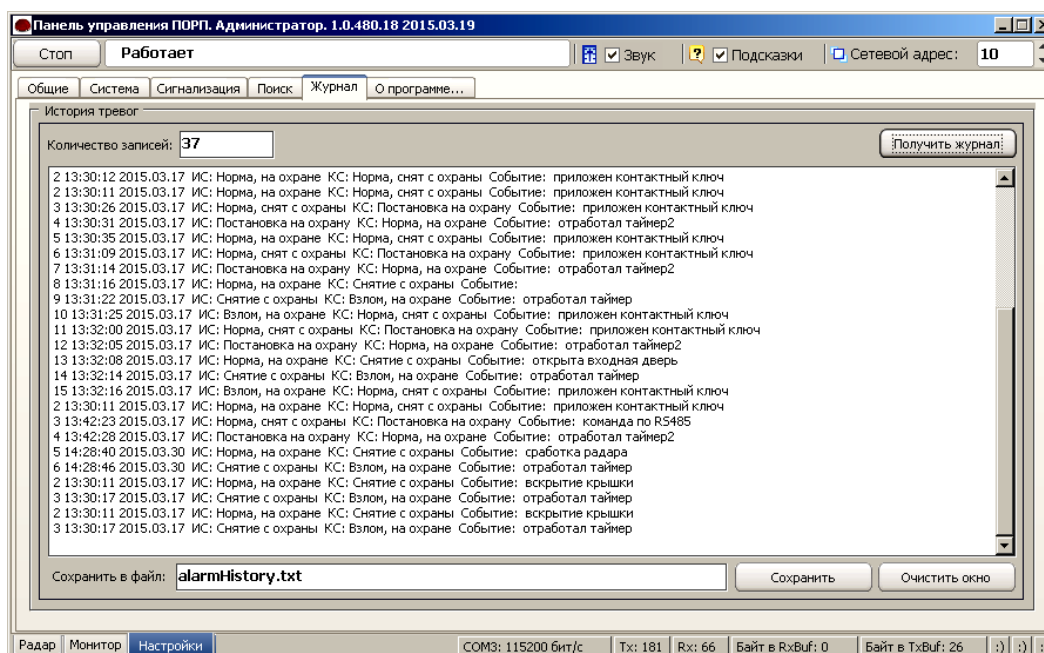 Панель управления ПОРП. Администратор. 1.0.480.18 2015.03.19
Стоп Работает Звук Подсказки Сетевой адрес: 10
Общие Система Сигнализация Поиск Журнал О программе...
История тревог
Количество записей: 37 Получить журнал
2 13:30:12 2015.03.17 ИС: Норма, на охране КС: Норма, снят с охраны Событие: приложен контактный ключ
2 13:30:11 2015.03.17 ИС: Норма, на охране КС: Норма, снят с охраны Событие: приложен контактный ключ
3 13:30:26 2015.03.17 ИС: Норма, снят с охраны КС: Постановка на охрану Событие: приложен контактный ключ
4 13:30:31 2015.03.17 ИС: Постановка на охрану КС: Норма, на охране Событие: отработал таймер2
5 13:30:35 2015.03.17 ИС: Норма, на охране КС: Норма, снят с охраны Событие: приложен контактный ключ
6 13:31:09 2015.03.17 ИС: Норма, снят с охраны КС: Постановка на охрану Событие: приложен контактный ключ
7 13:31:14 2015.03.17 ИС: Постановка на охрану КС: Норма, на охране Событие: отработал таймер2
8 13:31:16 2015.03.17 ИС: Норма, на охране КС: Снятие с охраны Событие:
9 13:31:22 2015.03.17 ИС: Снятие с охраны КС: Взлом, на охране Событие: отработал таймер
10 13:31:25 2015.03.17 ИС: Взлом, на охране КС: Норма, снят с охраны Событие: приложен контактный ключ
11 13:32:00 2015.03.17 ИС: Норма, снят с охраны КС: Постановка на охрану Событие: приложен контактный ключ
12 13:32:05 2015.03.17 ИС: Постановка на охрану КС: Норма, на охране Событие: отработал таймер2
13 13:32:08 2015.03.17 ИС: Норма, на охране КС: Снятие с охраны Событие: открыта входная дверь
14 13:32:14 2015.03.17 ИС: Снятие с охраны КС: Взлом, на охране Событие: отработал таймер
15 13:32:16 2015.03.17 ИС: Взлом, на охране КС: Норма, снят с охраны Событие: приложен контактный ключ
2 13:30:11 2015.03.17 ИС: Норма, на охране КС: Норма, снят с охраны Событие: приложен контактный ключ
3 13:42:23 2015.03.17 ИС: Норма, снят с охраны КС: Постановка на охрану Событие: команда по RS485
4 13:42:28 2015.03.17 ИС: Постановка на охрану КС: Норма, на охране Событие: отработал таймер2
5 14:28:40 2015.03.30 ИС: Норма, на охране КС: Снятие с охраны Событие: сработка радара
6 14:28:46 2015.03.30 ИС: Снятие с охраны КС: Взлом, на охране Событие: отработал таймер
2 13:30:11 2015.03.17 ИС: Норма, на охране КС: Снятие с охраны Событие: вскрытие крышки
3 13:30:17 2015.03.17 ИС: Снятие с охраны КС: Взлом, на охране Событие: отработал таймер
2 13:30:11 2015.03.17 ИС: Норма, на охране КС: Снятие с охраны Событие: вскрытие крышки
3 13:30:17 2015.03.17 ИС: Снятие с охраны КС: Взлом, на охране Событие: отработал таймер
Сохранить в файл: alarmHistory.txt Сохранить Очистить окно
Радар Монитор Настройки COM3: 115200 бит/с Tx: 181 Rx: 66 Байт в RxBuf: 0 Байт в TxBuf: 26 :) :) :